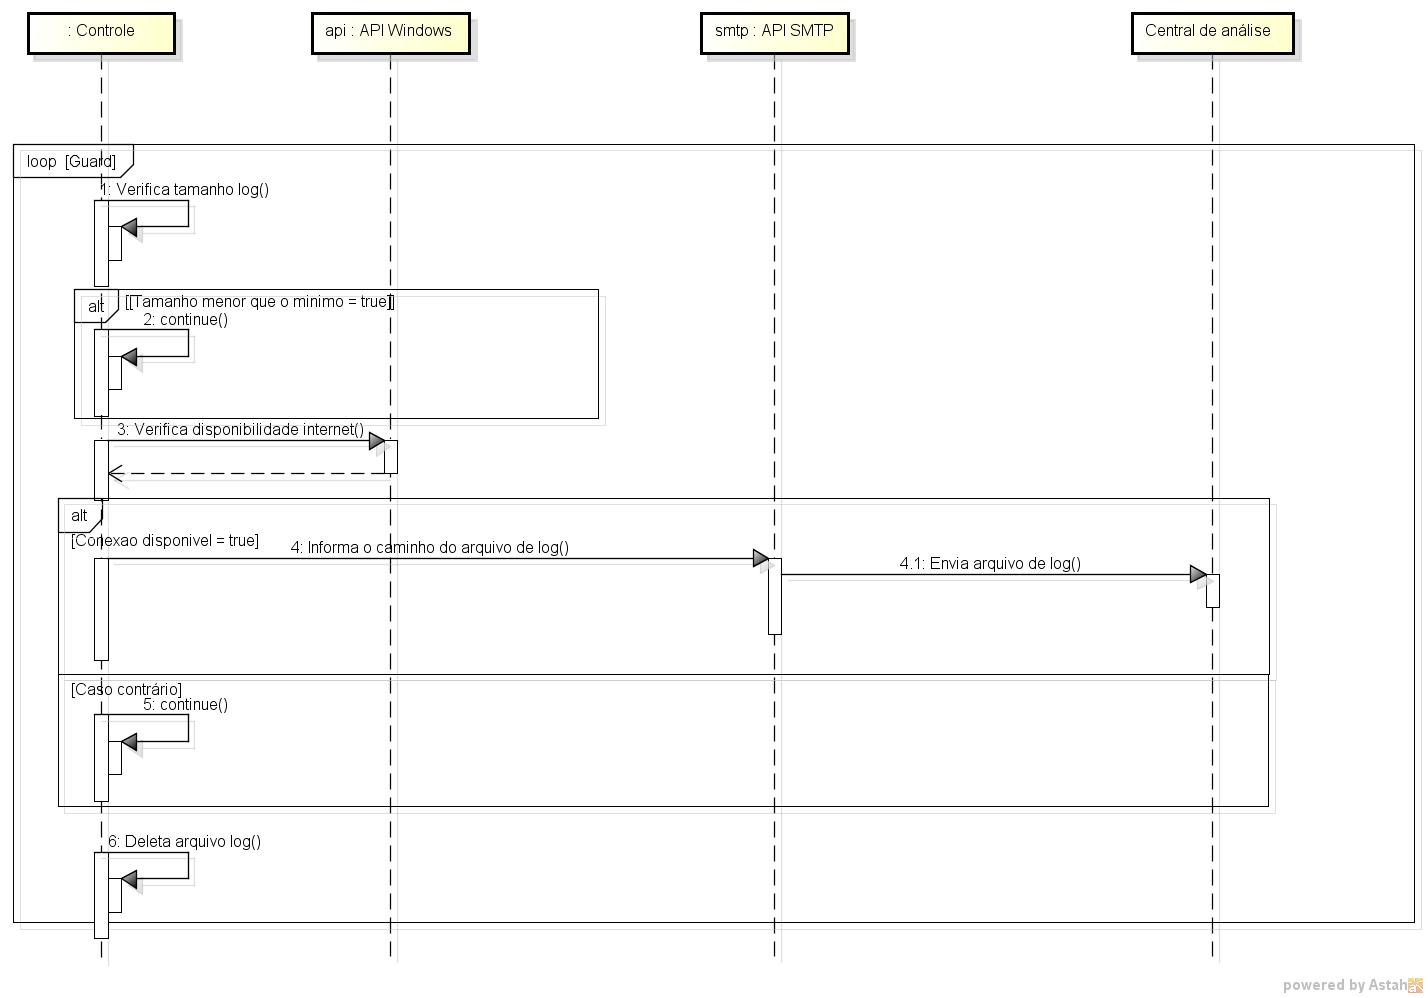 : Controle
api : API Windows
smtp : API SMTP
Central de análise
loop [Guard]
1: Verifica tamanho log()
alt
[[Tamanho menor que o minimo = true]]
2: continue()
3: Verifica disponibilidade internet()
alt
[Conexao disponivel = true]
4: Informa o caminho do arquivo de log()
4.1: Envia arquivo de log()
[Caso contrário]
5: continue()
6: Deleta arquivo log()
powered by Astah